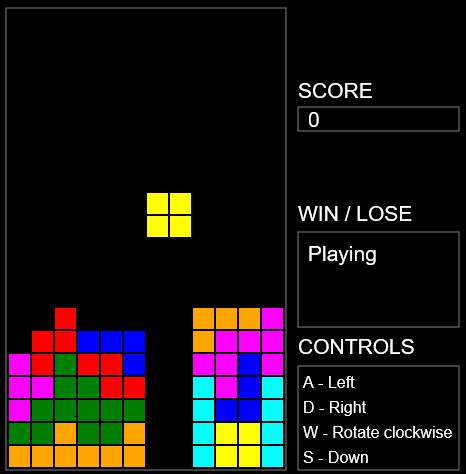 SCORE
0
WIN / LOSE
Playing
CONTROLS
A - Left
D - Right
W - Rotate clockwise
S - Down